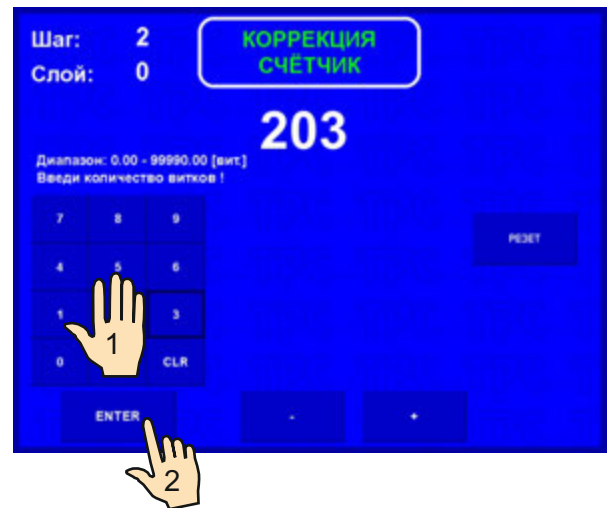 Шаг: 2
Слой: 0
КОРРЕКЦИЯ
СЧЁТЧИК
203
Диапазон: 0.00 - 99990.00 [вит.]
Введи количество витков !
7 8 9
4 5 6
1 3
0 CLR
РЕЗЕТ
ENTER - +
1
2